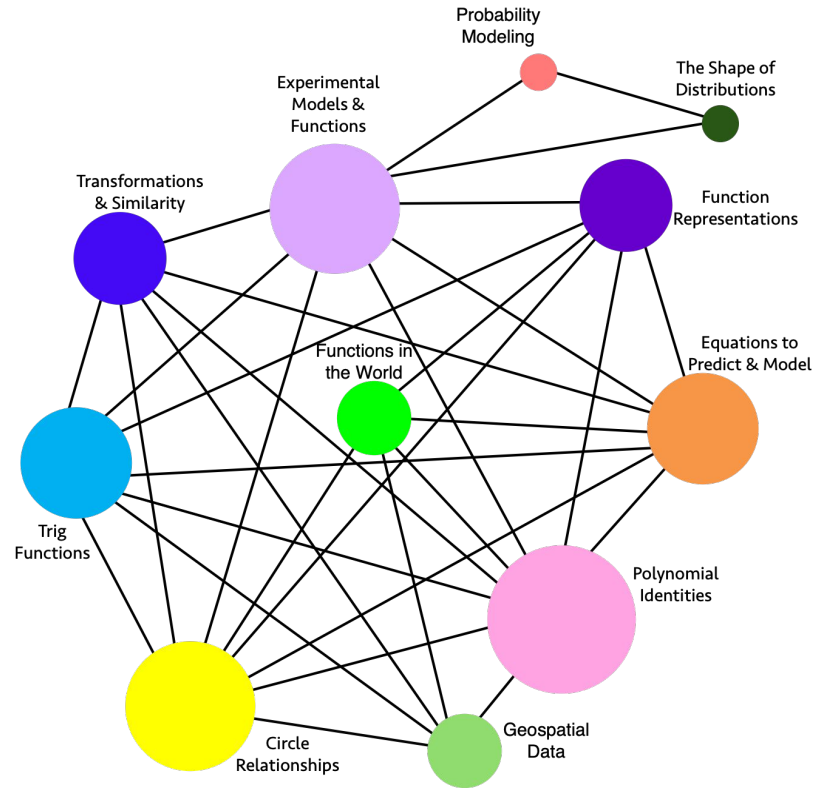 Probability
Modeling
The Shape of
Distributions
Experimental
Models &
Functions
Transformations
& Similarity
Function
Representations
Equations to
Predict & Model
Functions in
the World
Trig
Functions
Polynomial
Identities
Geospatial
Data
Circle
Relationships